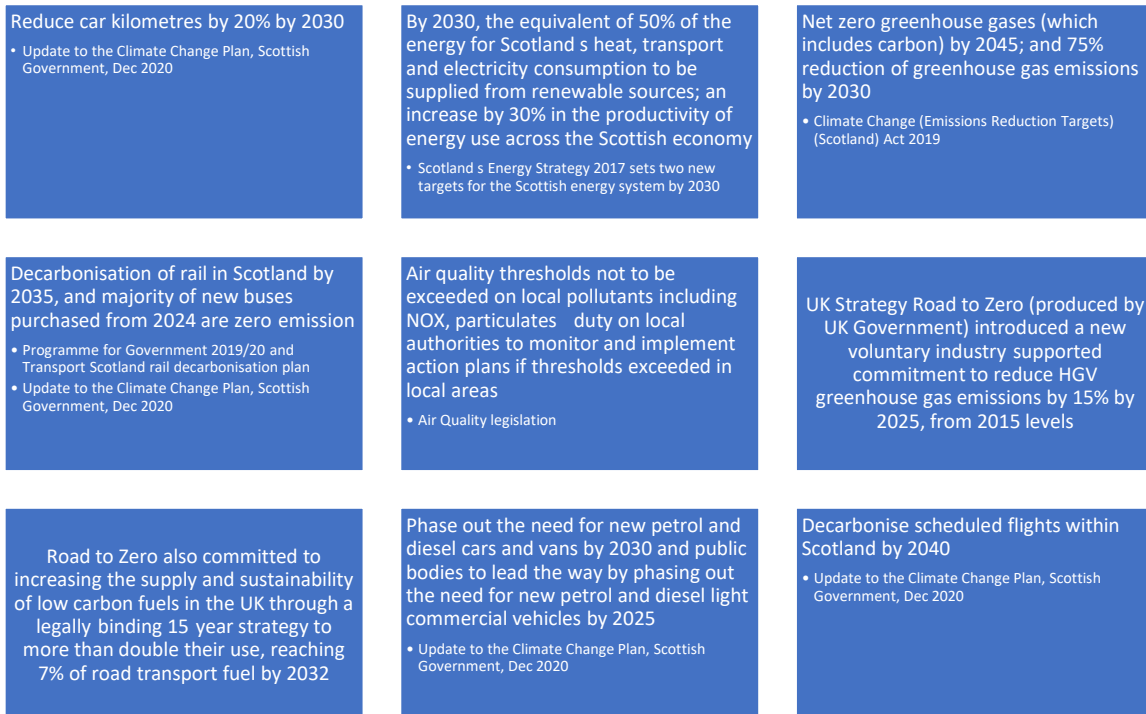 Reduce car kilometres by 20% by 2030
• Update to the Climate Change Plan, Scottish
Government, Dec 2020
By 2030, the equivalent of 50% of the
energy for Scotland s heat, transport
and electricity consumption to be
supplied from renewable sources; an
increase by 30% in the productivity of
energy use across the Scottish economy
• Scotland s Energy Strategy 2017 sets two new
targets for the Scottish energy system by 2030
Net zero greenhouse gases (which
includes carbon) by 2045; and 75%
reduction of greenhouse gas emissions
by 2030
• Climate Change (Emissions Reduction Targets)
(Scotland) Act 2019
Decarbonisation of rail in Scotland by
2035, and majority of new buses
purchased from 2024 are zero emission
• Programme for Government 2019/20 and
Transport Scotland rail decarbonisation plan
• Update to the Climate Change Plan, Scottish
Government, Dec 2020
Air quality thresholds not to be
exceeded on local pollutants including
NOX, particulates duty on local
authorities to monitor and implement
action plans if thresholds exceeded in
local areas
• Air Quality legislation
UK Strategy Road to Zero (produced by
UK Government) introduced a new
voluntary industry supported
commitment to reduce HGV
greenhouse gas emissions by 15% by
2025, from 2015 levels
Road to Zero also committed to
increasing the supply and sustainability
of low carbon fuels in the UK through a
legally binding 15 year strategy to
more than double their use, reaching
7% of road transport fuel by 2032
Phase out the need for new petrol and
diesel cars and vans by 2030 and public
bodies to lead the way by phasing out
the need for new petrol and diesel light
commercial vehicles by 2025
• Update to the Climate Change Plan, Scottish
Government, Dec 2020
Decarbonise scheduled flights within
Scotland by 2040
• Update to the Climate Change Plan, Scottish
Government, Dec 2020